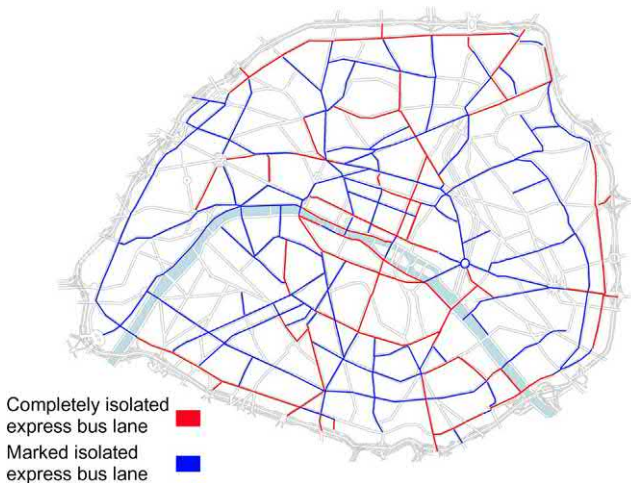 Completely isolated
express bus lane
Marked isolated
express bus lane